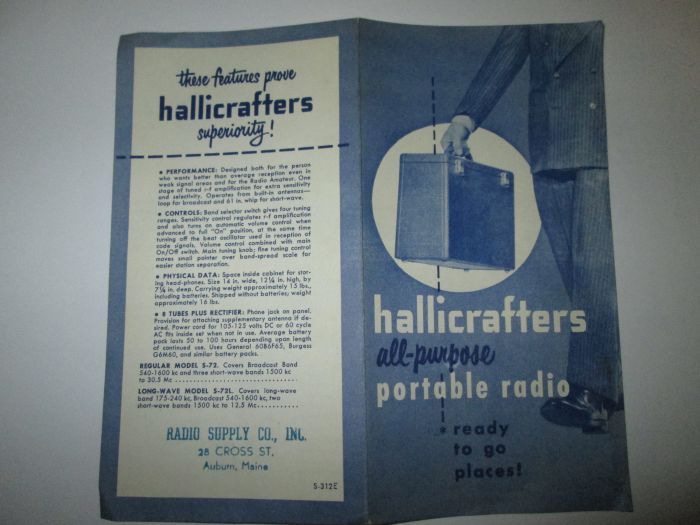 these features prove
hallicrafters
superiority!
• PERFORMANCE: Designed both for the person
who wants better than average reception even in
weak signal areas and for the Radio Amateur. One
stage of tuned r-f amplification for extra sensitivity
and selectivity. Operates from built-in antennas—
loop for broadcast and 61 in. whip for short-wave.
• CONTROLS: Band selector switch gives four tuning
ranges. Sensitivity control regulates r-f amplification
and also turns on automatic volume control when
advanced to full "On" position, at the same time
turning off the beat oscillator used in reception of
code signals. Volume control combined with main
On/Off switch. Main tuning knob; fine tuning control
moves small pointer over band-spread scale for
easier station separation.
• PHYSICAL DATA: Space inside cabinet for stor-
ing head-phones. Size 14 in. wide, 12¼ in. high, by
7¼ in. deep. Carrying weight approximately 15 lbs.,
including batteries. Shipped without batteries, weight
approximately 16 lbs.
• 8 TUBES PLUS RECTIFIER: Phone jack on panel.
Provision for attaching supplementary antenna if de-
sired. Power cord for 105-125 volts DC or 60 cycle
AC fits inside set when not in use. Average battery
pack lasts 50 to 100 hours depending upon length
of continued use. Uses General 60B6F65, Burgess
G6M60, and similar battery packs.
REGULAR MODEL S-72. Covers Broadcast Band
540-1600 kc and three short-wave bands 1500 kc
to 30.5 Mc ................................
LONG-WAVE MODEL S-72L. Covers long-wave
band 175-240 kc, Broadcast 540-1600 kc, two
short-wave bands 1500 kc to 12.5 Mc...........
RADIO SUPPLY CO., INC.
28 CROSS ST.
Auburn, Maine
S-312E
hallicrafters
all-purpose
portable radio
* ready
to go
places!